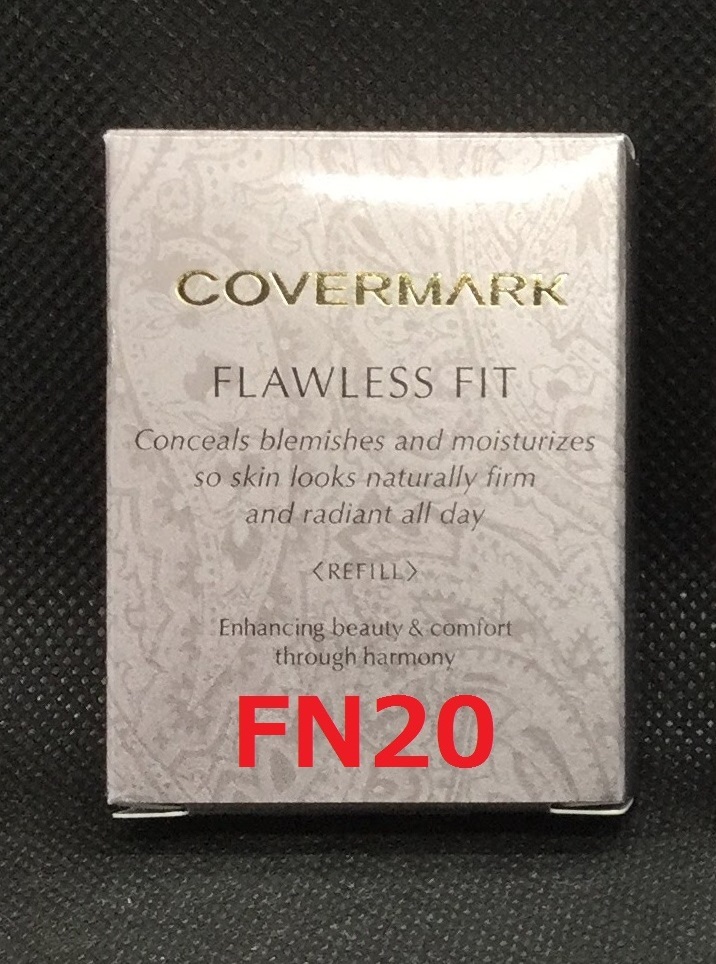 COVERMARK
FLAWLESS FIT
Conceals blemishes and moisturizes
so skin looks naturally firm
and radiant all day
〈REFILL〉
Enhancing beauty & comfort
through harmony
FN20